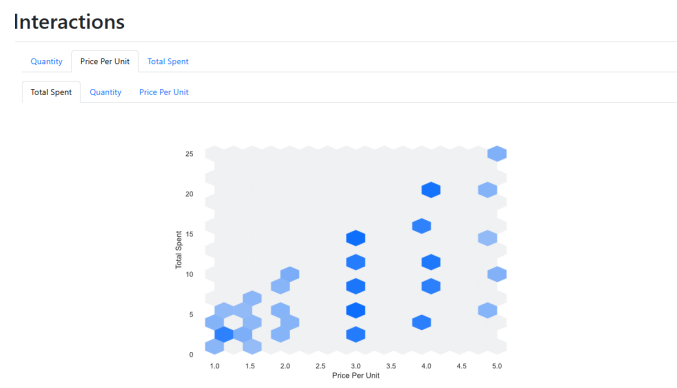 Interactions
Quantity Price Per Unit Total Spent
Total Spent Quantity Price Per Unit
25
20
15
10
5
0
Total Spent
1.0 1.5 2.0 2.5 3.0 3.5 4.0 4.5 5.0
Price Per Unit